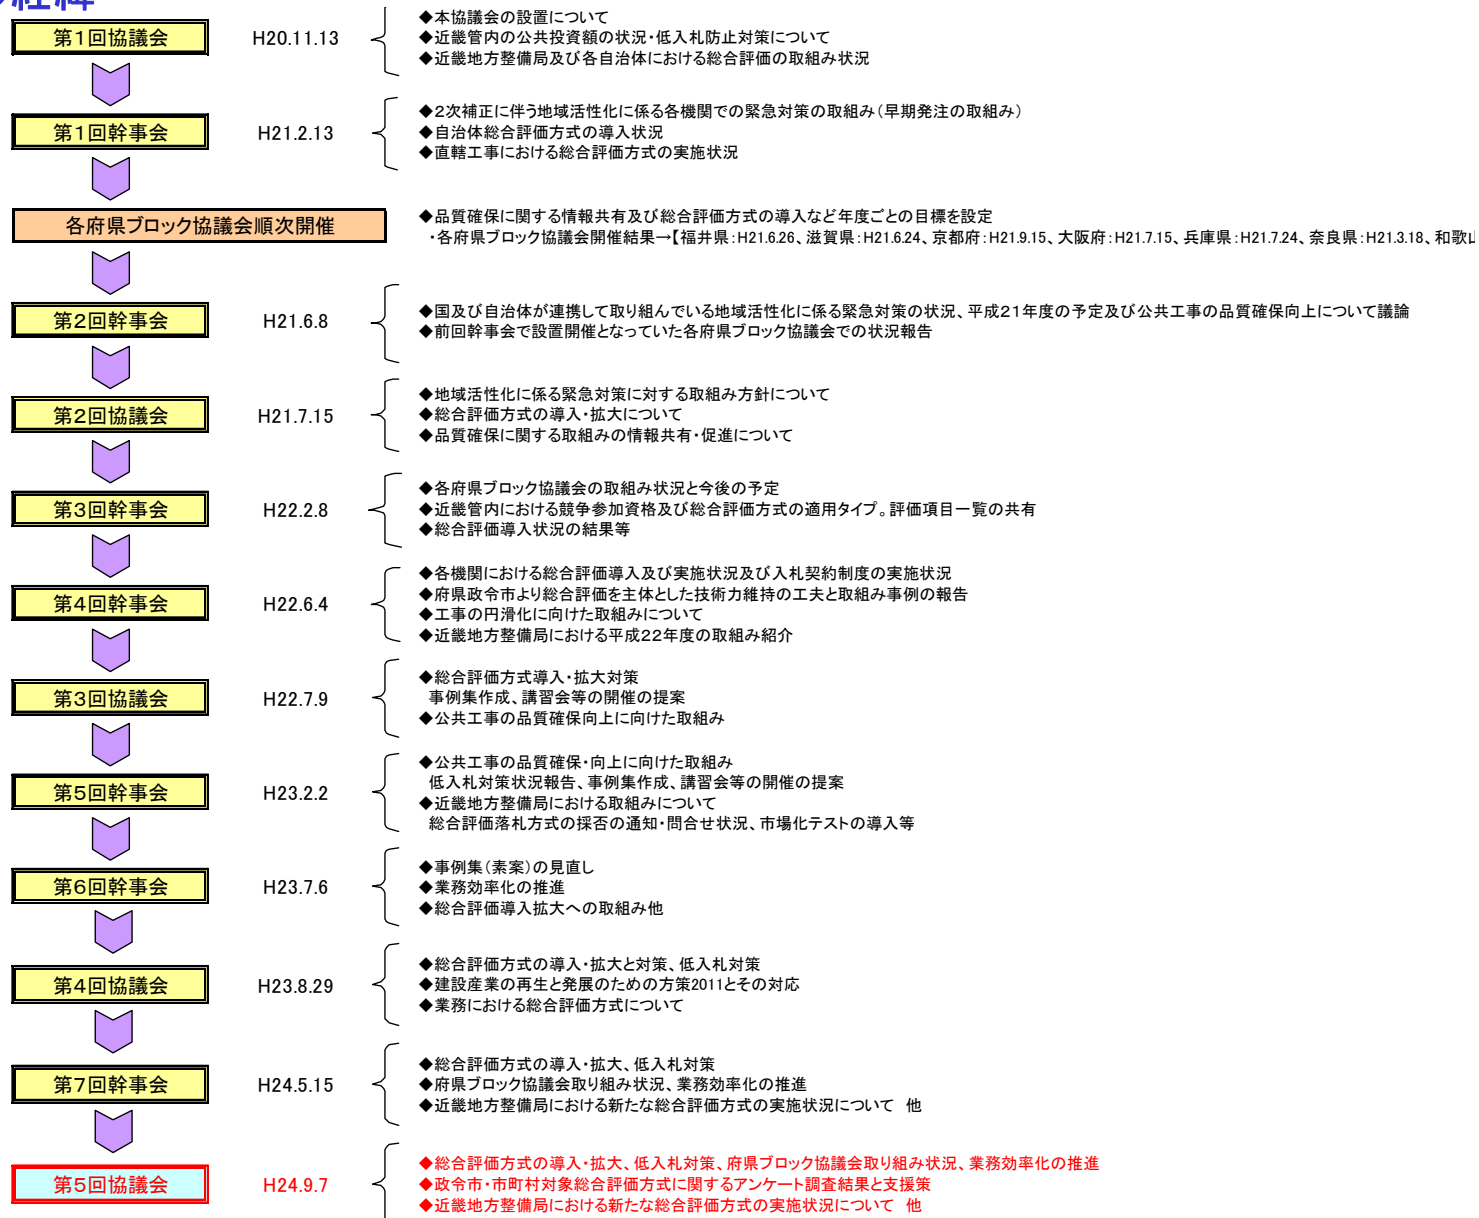 第1回協議会 H20.11.13
◆本協議会の設置について
◆近畿管内の公共投資額の状況・低入札防止対策について
◆近畿地方整備局及び各自治体における総合評価の取組み状況
第1回幹事会 H21.2.13
◆2次補正に伴う地域活性化に係る各機関での緊急対策の取組み(早期発注の取組み)
◆自治体総合評価方式の導入状況
◆直轄工事における総合評価方式の実施状況
各府県ブロック協議会順次開催
◆品質確保に関する情報共有及び総合評価方式の導入など年度ごとの目標を設定
・各府県ブロック協議会開催結果→【福井県:H21.6.26、滋賀県:H21.6.24、京都府:H21.9.15、大阪府:H21.7.15、兵庫県:H21.7.24、奈良県:H21.3.18、和歌山
第2回幹事会 H21.6.8
◆国及び自治体が連携して取り組んでいる地域活性化に係る緊急対策の状況、平成21年度の予定及び公共工事の品質確保向上について議論
◆前回幹事会で設置開催となっていた各府県ブロック協議会での状況報告
第2回協議会 H21.7.15
◆地域活性化に係る緊急対策に対する取組み方針について
◆総合評価方式の導入・拡大について
◆品質確保に関する取組みの情報共有・促進について
第3回幹事会 H22.2.8
◆各府県ブロック協議会の取組み状況と今後の予定
◆近畿管内における競争参加資格及び総合評価方式の適用タイプ。評価項目一覧の共有
◆総合評価導入状況の結果等
第4回幹事会 H22.6.4
◆各機関における総合評価導入及び実施状況及び入札契約制度の実施状況
◆府県政令市より総合評価を主体とした技術力維持の工夫と取組み事例の報告
◆工事の円滑化に向けた取組みについて
◆近畿地方整備局における平成22年度の取組み紹介
第3回協議会 H22.7.9
◆総合評価方式導入・拡大対策
事例集作成、講習会等の開催の提案
◆公共工事の品質確保向上に向けた取組み
第5回幹事会 H23.2.2
◆公共工事の品質確保・向上に向けた取組み
低入札対策状況報告、事例集作成、講習会等の開催の提案
◆近畿地方整備局における取組みについて
総合評価落札方式の採否の通知・問合せ状況、市場化テストの導入等
第6回幹事会 H23.7.6
◆事例集(素案)の見直し
◆業務効率化の推進
◆総合評価導入拡大への取組み他
第4回協議会 H23.8.29
◆総合評価方式の導入・拡大と対策、低入札対策
◆建設産業の再生と発展のための方策2011とその対応
◆業務における総合評価方式について
第7回幹事会 H24.5.15
◆総合評価方式の導入・拡大、低入札対策
◆府県ブロック協議会取り組み状況、業務効率化の推進
◆近畿地方整備局における新たな総合評価方式の実施状況について 他
第5回協議会 H24.9.7
◆総合評価方式の導入・拡大、低入札対策、府県ブロック協議会取り組み状況、業務効率化の推進
◆政令市・市町村対象総合評価方式に関するアンケート調査結果と支援策
◆近畿地方整備局における新たな総合評価方式の実施状況について 他